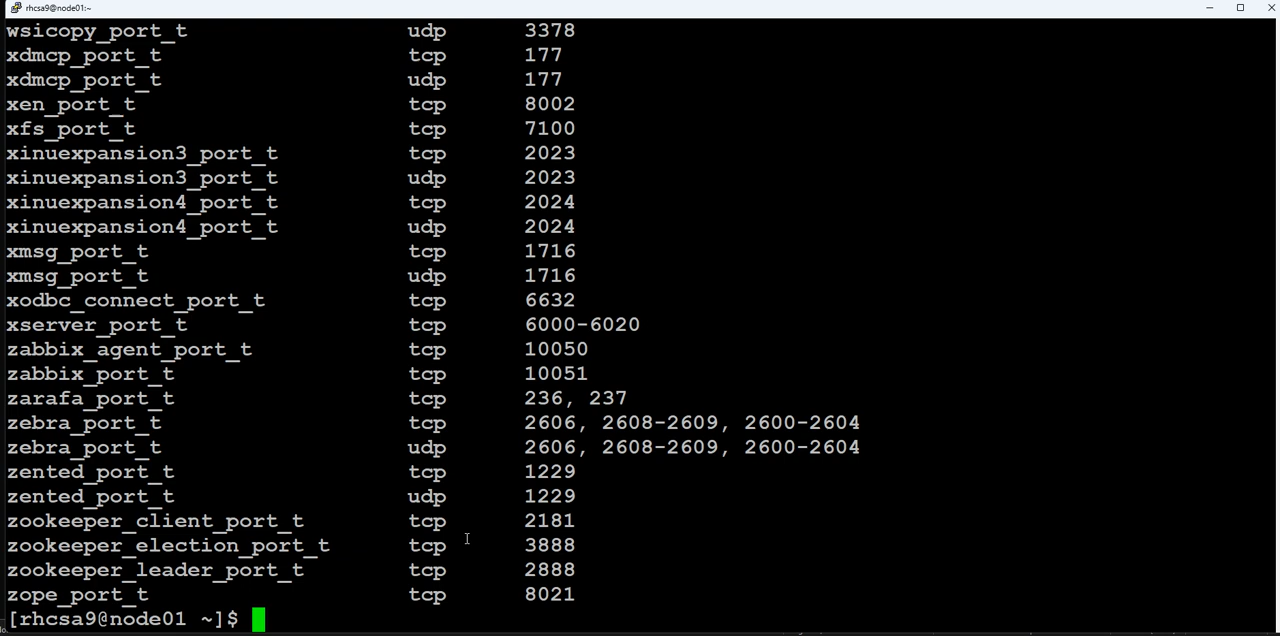 rhcsa9@node01:~
wsicopy_port_t udp 3378
xdmcp_port_t tcp 177
xdmcp_port_t udp 177
xen_port_t tcp 8002
xfs_port_t tcp 7100
xinuexpansion3_port_t tcp 2023
xinuexpansion3_port_t udp 2023
xinuexpansion4_port_t tcp 2024
xinuexpansion4_port_t udp 2024
xmsg_port_t tcp 1716
xmsg_port_t udp 1716
xodbc_connect_port_t tcp 6632
xserver_port_t tcp 6000-6020
zabbix_agent_port_t tcp 10050
zabbix_port_t tcp 10051
zarafa_port_t tcp 236, 237
zebra_port_t tcp 2606, 2608-2609, 2600-2604
zebra_port_t udp 2606, 2608-2609, 2600-2604
zented_port_t tcp 1229
zented_port_t udp 1229
zookeeper_client_port_t tcp 2181
zookeeper_election_port_t tcp 3888
zookeeper_leader_port_t tcp 2888
zope_port_t tcp 8021
[rhcsa9@node01 ~]$